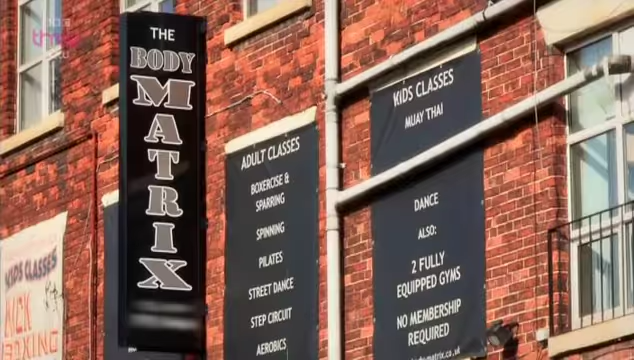 THE
BODY
MATRIX
ADULT CLASSES
BOXERCISE &
SPARRING
SPINNING
PILATES
STREET DANCE
STEP CIRCUIT
AEROBICS
KIDS CLASSES
MUAY THAI
DANCE
ALSO:
2 FULLY
EQUIPPED GYMS
NO MEMBERSHIP
REQUIRED
KIDS CLASSES
KICK
BOXING
three